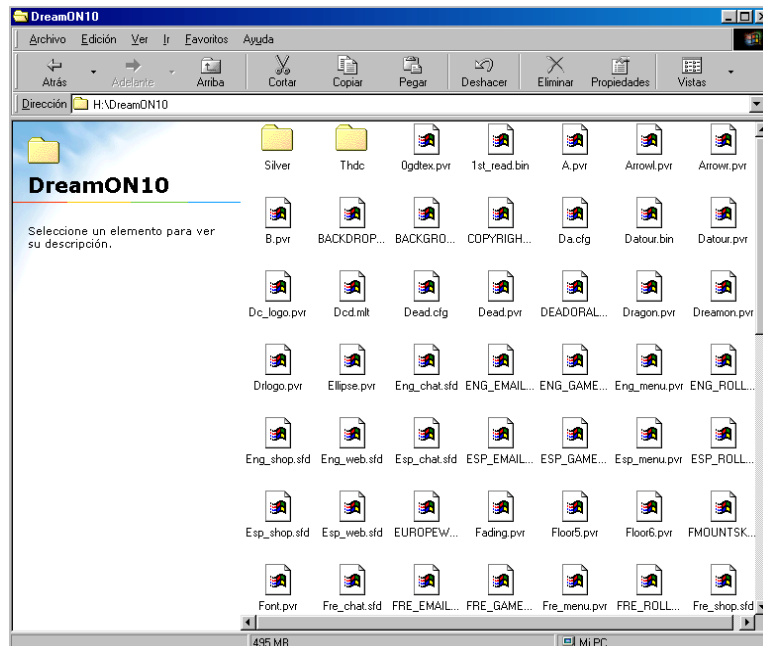 DreamON10
Archivo Edición Ver Ir Favoritos Ayuda
Atrás Adelante Arriba Cortar Copiar Pegar Deshacer Eliminar Propiedades Vistas
Dirección H:\DreamON10
DreamON10
Seleccione un elemento para ver
su descripción.
Silver Thdc 0gdtex.pvr 1st_read.bin A.pvr Arrowl.pvr Arrowr.pvr
B.pvr BACKDROP... BACKGRO... COPYRIGH... Da.cfg Datour.bin Datour.pvr
Dc_logo.pvr Dcd.mlt Dead.cfg Dead.pvr DEADORAL... Dragon.pvr Dreamon.pvr
Drlogo.pvr Ellipse.pvr Eng_chat.sfd ENG_EMAIL... ENG_GAME... Eng_menu.pvr ENG_ROLL...
Eng_shop.sfd Eng_web.sfd Esp_chat.sfd ESP_EMAIL... ESP_GAME... Esp_menu.pvr ESP_ROLL...
Esp_shop.sfd Esp_web.sfd EUROPEW... Fading.pvr Floor5.pvr Floor6.pvr FMOUNTSK...
Font.pvr Fre_chat.sfd FRE_EMAIL... FRE_GAME... Fre_menu.pvr FRE_ROLL... Fre_shop.sfd
495 MB Mi PC